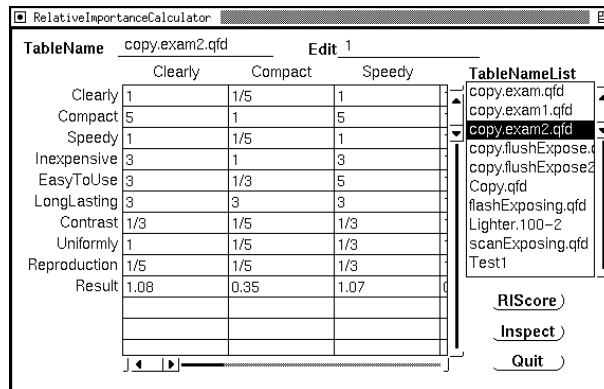 RelativeImportanceCalculator
TableName copy.exam2.qfd Edit 1
Clearly Compact Speedy
Clearly 1 1/5 1
Compact 5 1 5
Speedy 1 1/5 1
Inexpensive 3 1 3
EasyToUse 3 1/3 5
LongLasting 3 3 3
Contrast 1/3 1/5 1/3
Uniformly 1 1/5 1/3
Reproduction 1/5 1/5 1/3
Result 1.08 0.35 1.07
TableNameList
copy.exam.qfd
copy.exam1.qfd
copy.exam2.qfd
copy.flushExpose.
copy.flushExpose2
Copy.qfd
flashExposing.qfd
Lighter.100-2
scanExposing.qfd
Test1
RIScore
Inspect
Quit